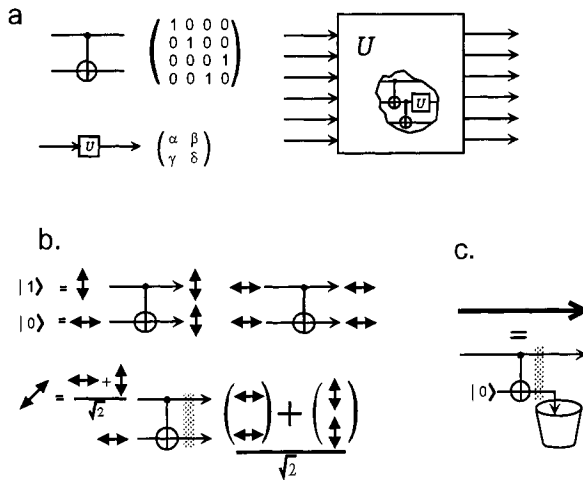 a
1 0 0 0
0 1 0 0
0 0 0 1
0 0 1 0
U
U
U
α β
γ δ
b.
c.
|1⟩ =
|0⟩ =
=
= + / √2
|0⟩
( ) + ( )
√2